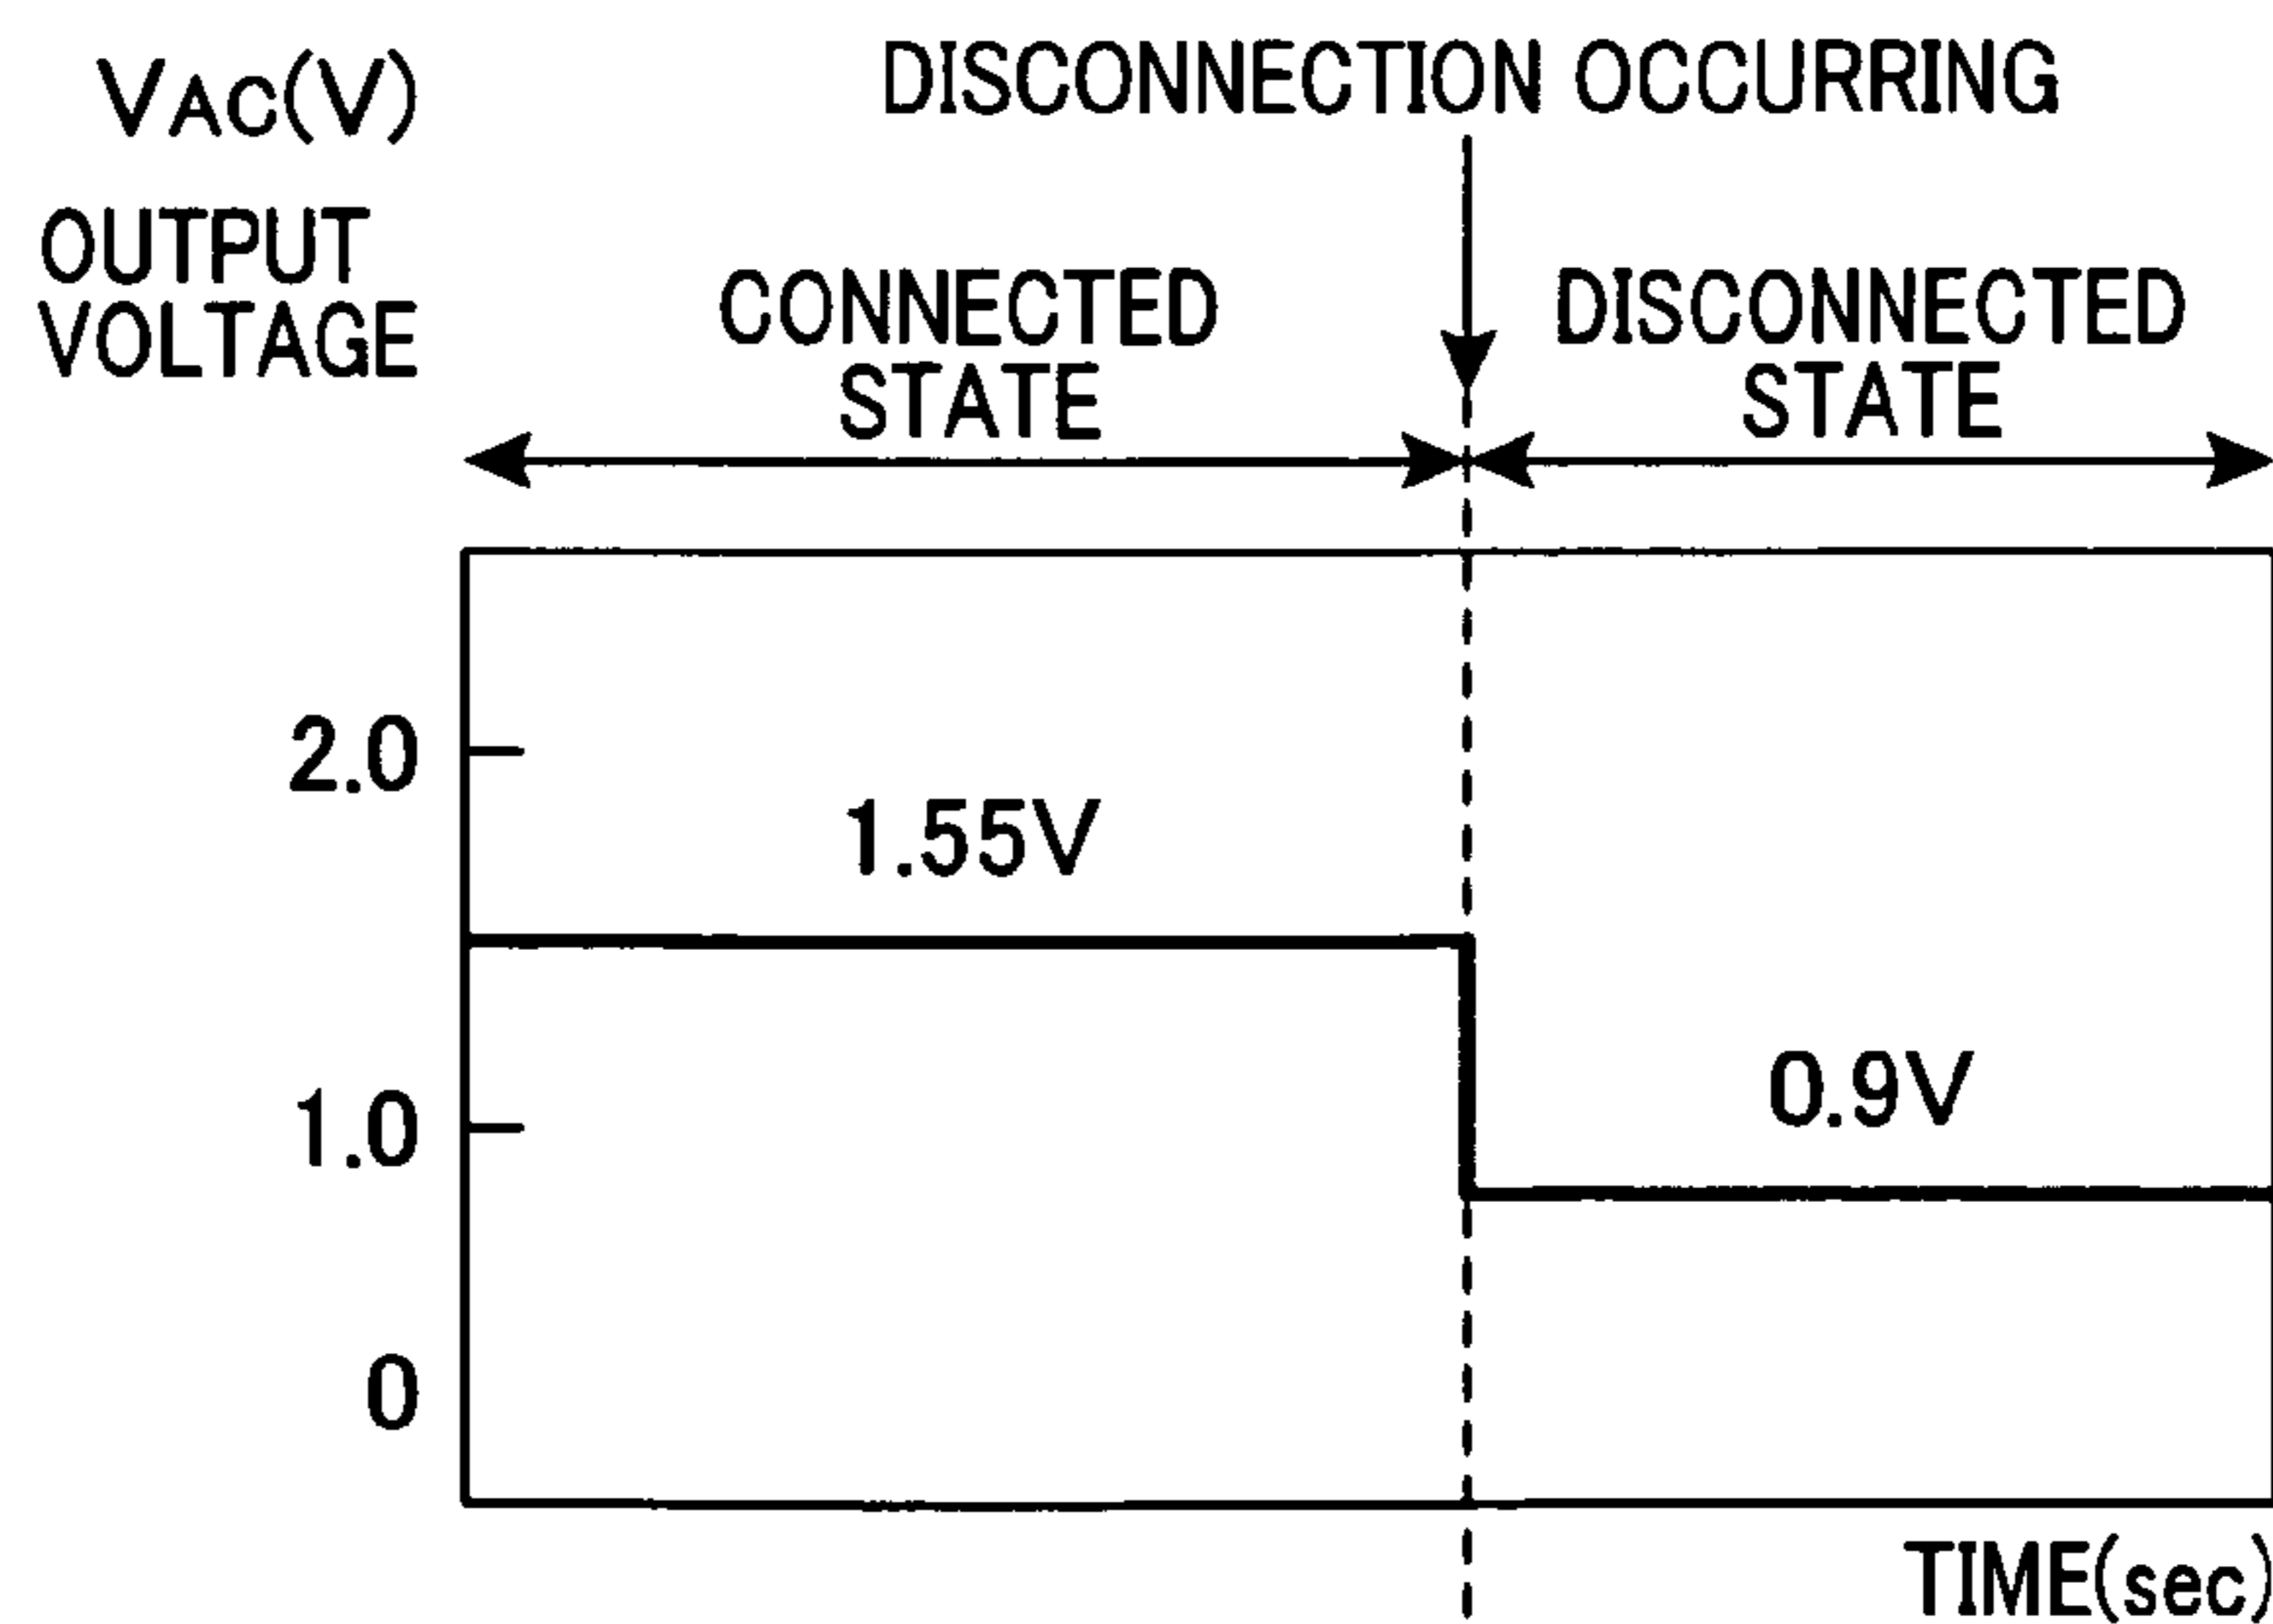 VAC(V)
DISCONNECTION OCCURRING
OUTPUT
VOLTAGE
CONNECTED
STATE
DISCONNECTED
STATE
2.0
1.55V
1.0
0.9V
0
TIME(sec)